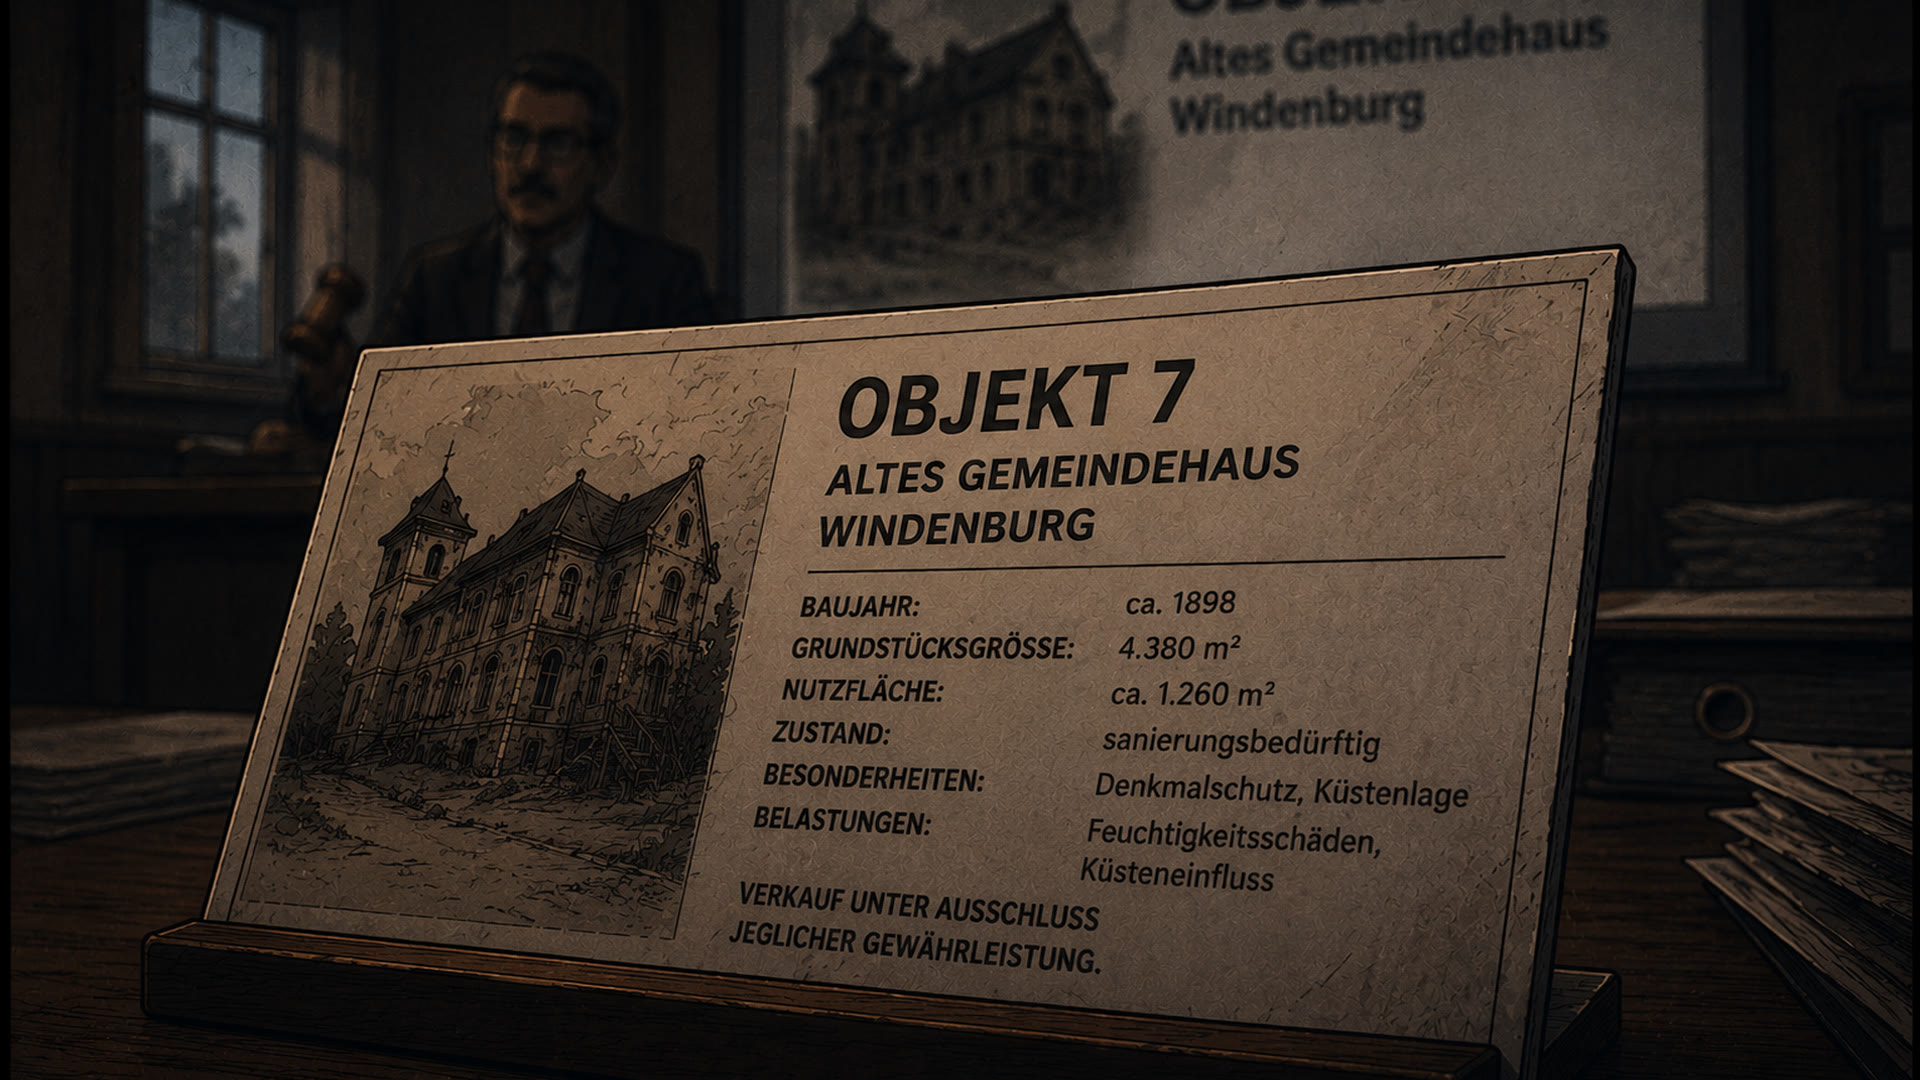 Altes Gemeindehaus
Windenburg
OBJEKT 7
ALTES GEMEINDEHAUS
WINDENBURG
BAUJAHR: ca. 1898
GRUNDSTÜCKSGRÖSSE: 4.380 m²
NUTZFLÄCHE: ca. 1.260 m²
ZUSTAND: sanierungsbedürftig
BESONDERHEITEN: Denkmalschutz, Küstenlage
BELASTUNGEN: Feuchtigkeitsschäden,
Küsteneinfluss
VERKAUF UNTER AUSSCHLUSS
JEGLICHER GEWÄHRLEISTUNG.